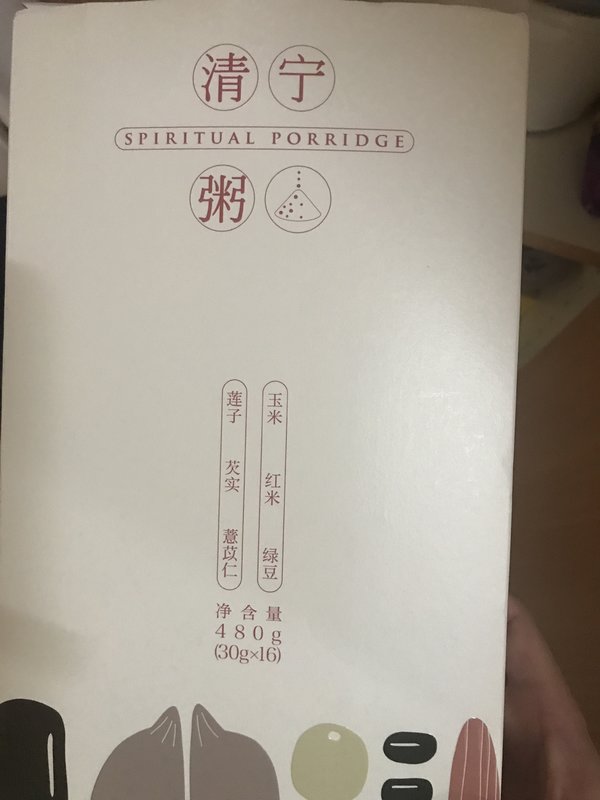 清宁
SPIRITUAL PORRIDGE
粥
玉米 红米 绿豆
莲子 芡实 薏苡仁
净含量
480g
(30g×16)